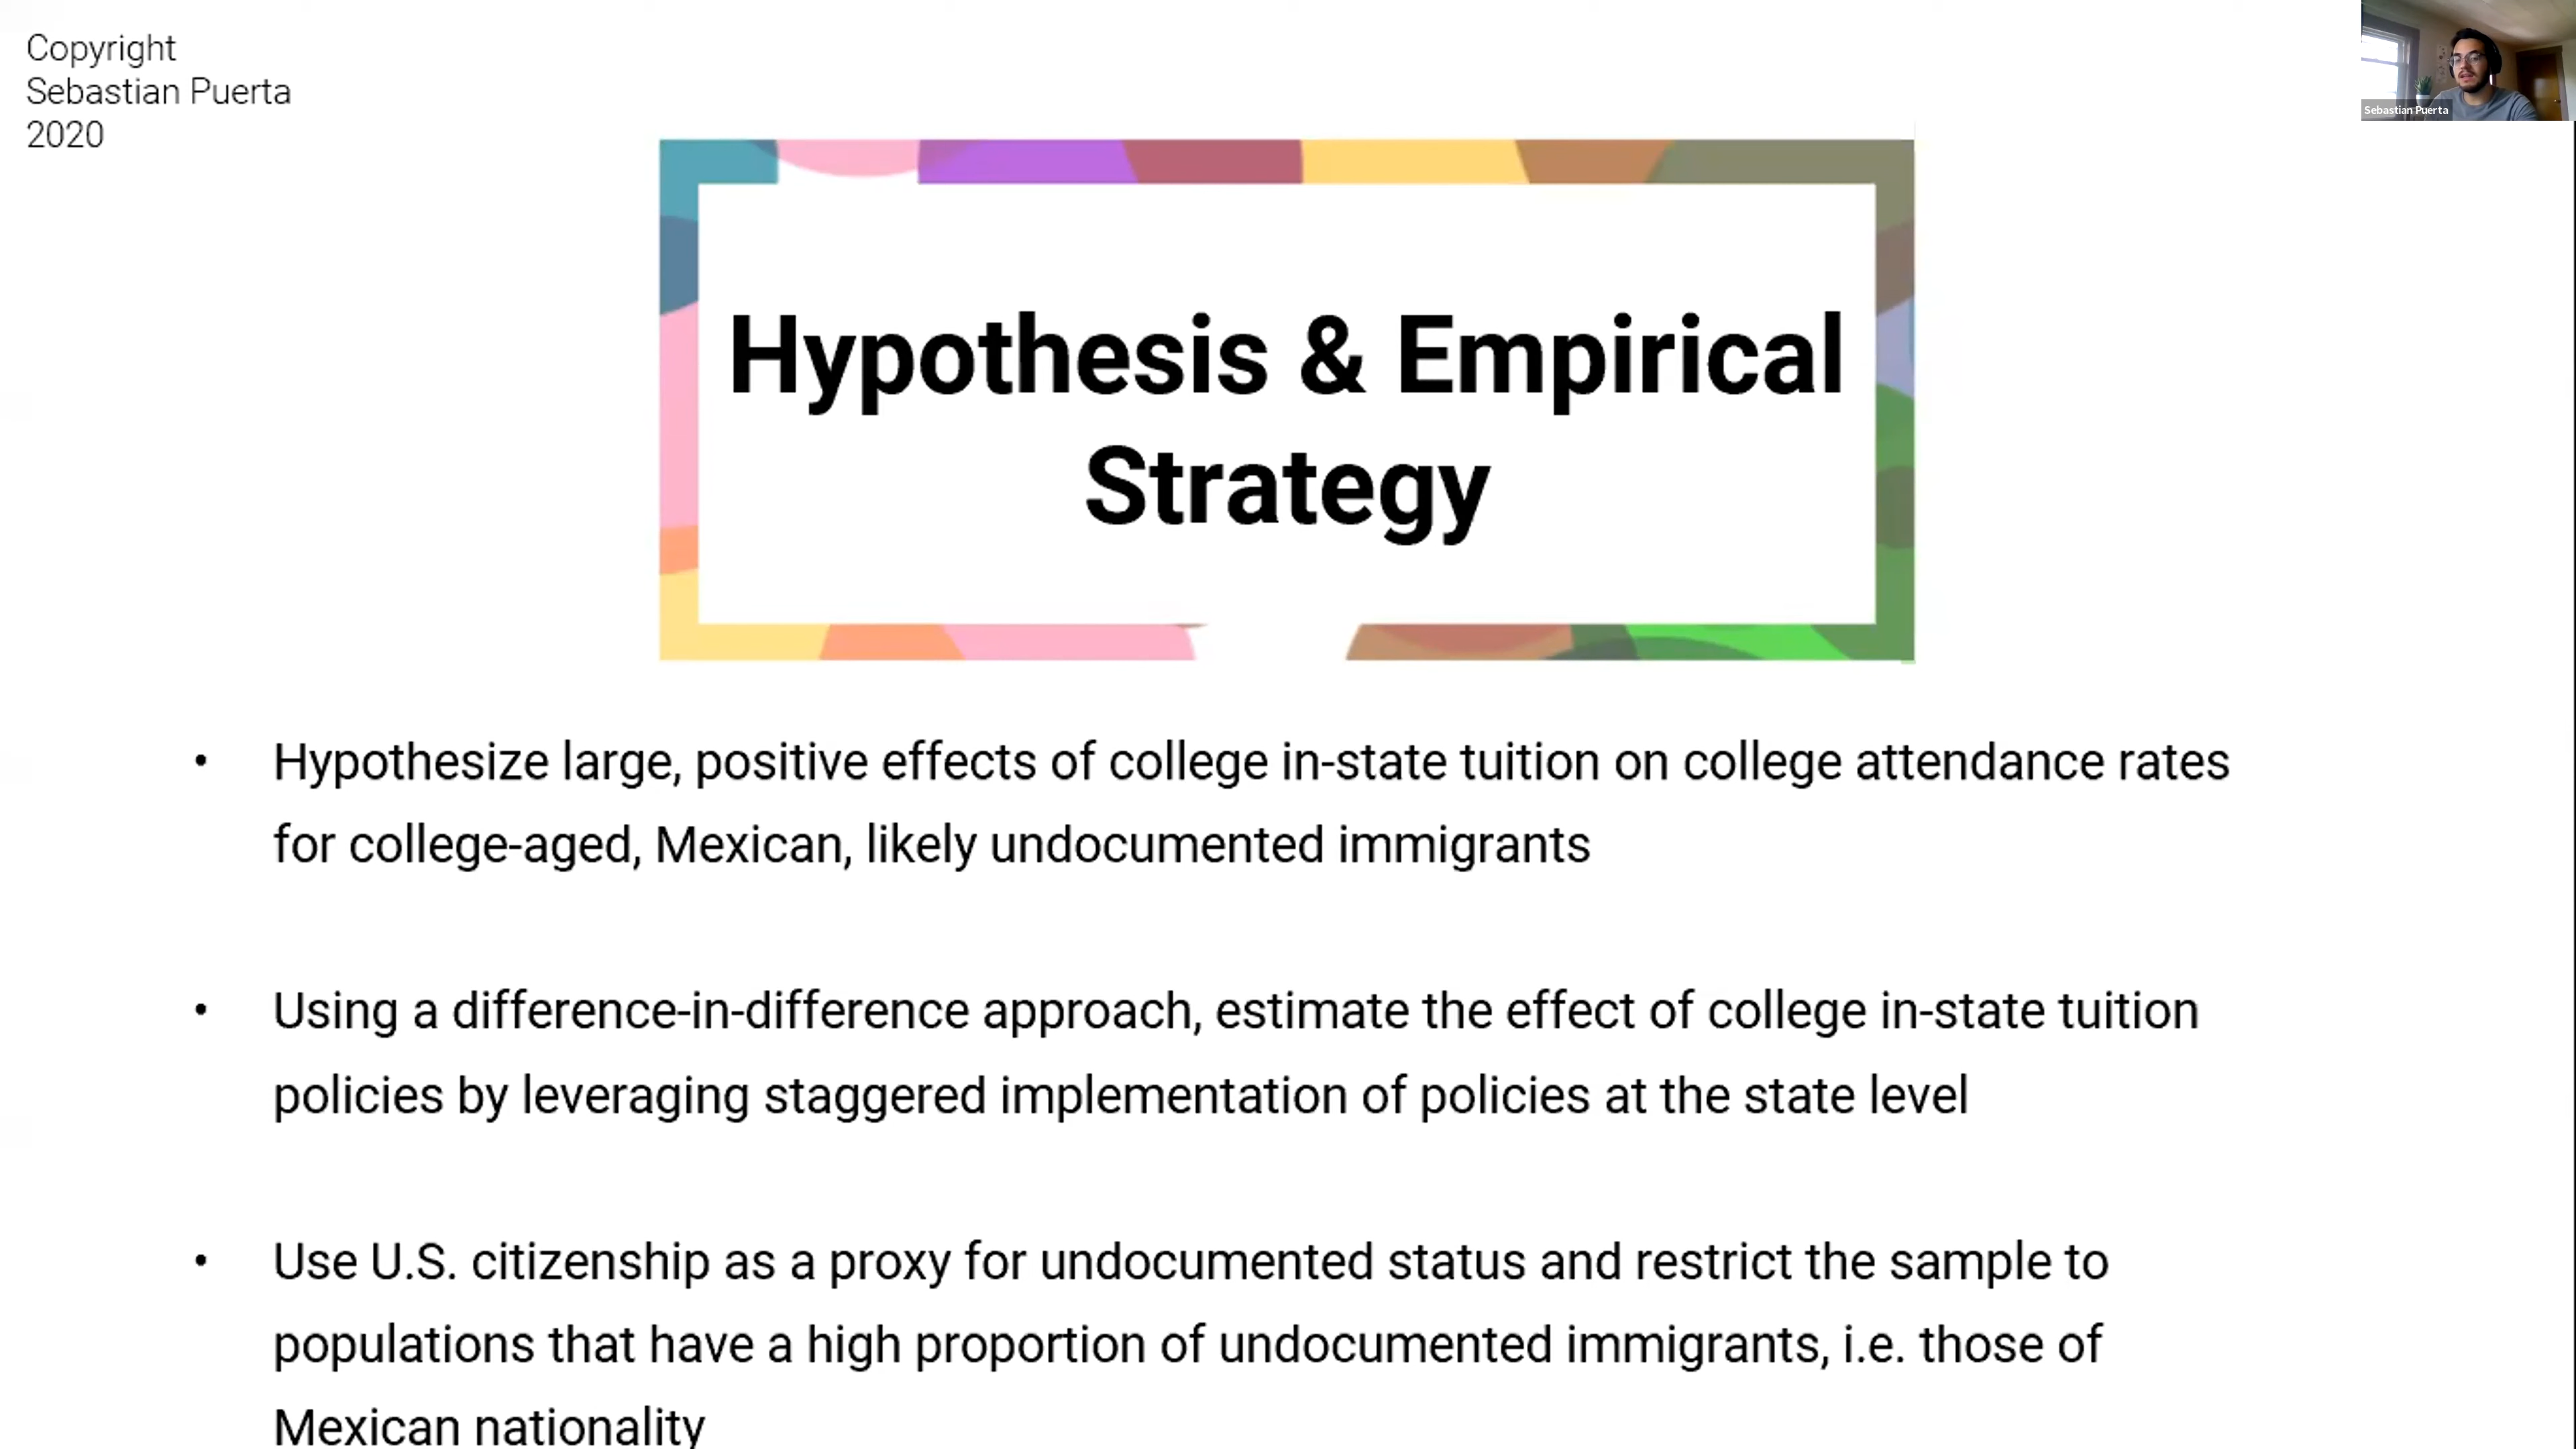 Copyright
Sebastian Puerta
2020
Sebastian Puerta
Hypothesis & Empirical
Strategy
• Hypothesize large, positive effects of college in-state tuition on college attendance rates
for college-aged, Mexican, likely undocumented immigrants
• Using a difference-in-difference approach, estimate the effect of college in-state tuition
policies by leveraging staggered implementation of policies at the state level
• Use U.S. citizenship as a proxy for undocumented status and restrict the sample to
populations that have a high proportion of undocumented immigrants, i.e. those of
Mexican nationality